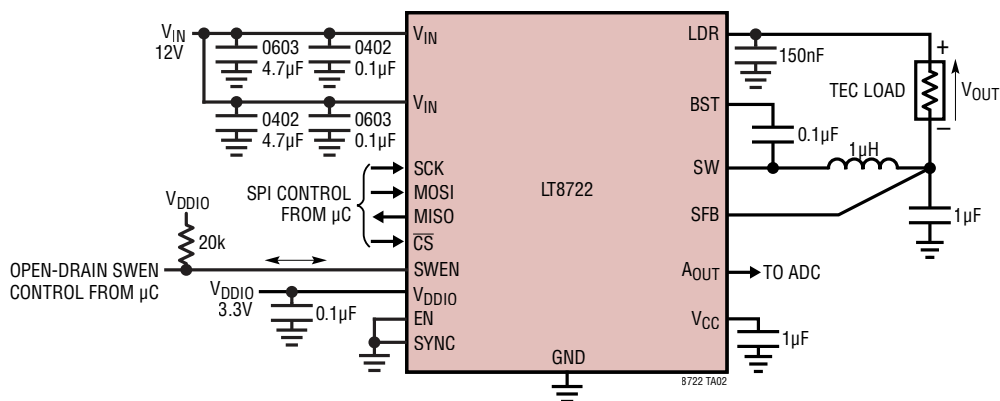 VIN
12V
0603
4.7µF
0402
0.1µF
VIN
0402
4.7µF
0603
0.1µF
SPI CONTROL
FROM µC
SCK
MOSI
MISO
CS
VDDIO
20k
OPEN-DRAIN SWEN
CONTROL FROM µC
SWEN
VDDIO
3.3V
0.1µF
VDDIO
EN
SYNC
LT8722
GND
LDR
150nF
+
TEC LOAD
VOUT
–
BST
0.1µF
SW
1µH
SFB
1µF
AOUT
TO ADC
VCC
1µF
8722 TA02